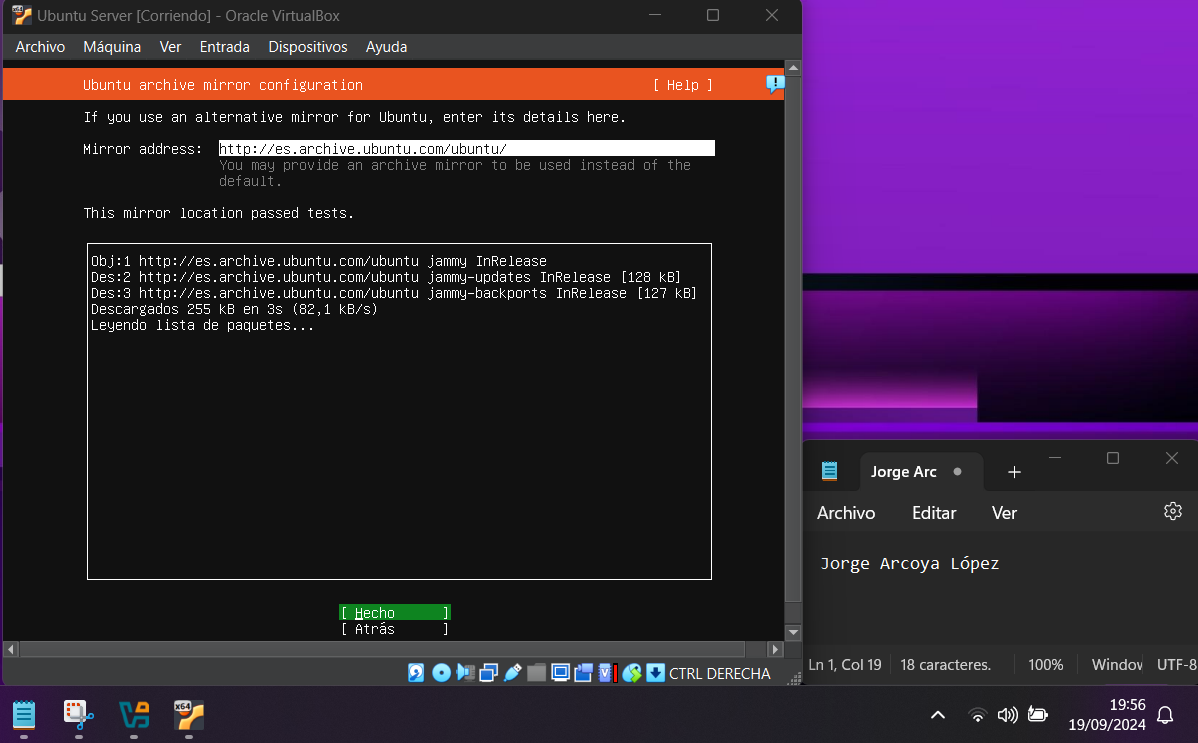 Ubuntu Server [Corriendo] - Oracle VirtualBox
Archivo Máquina Ver Entrada Dispositivos Ayuda
Ubuntu archive mirror configuration [ Help ]
If you use an alternative mirror for Ubuntu, enter its details here.
Mirror address: http://es.archive.ubuntu.com/ubuntu/
You may provide an archive mirror to be used instead of the
default.
This mirror location passed tests.
Obj:1 http://es.archive.ubuntu.com/ubuntu jammy InRelease
Des:2 http://es.archive.ubuntu.com/ubuntu jammy-updates InRelease [128 kB]
Des:3 http://es.archive.ubuntu.com/ubuntu jammy-backports InRelease [127 kB]
Descargados 255 kB en 3s (82,1 kB/s)
Leyendo lista de paquetes...
[ Hecho ]
[ Atrás ]
CTRL DERECHA
Jorge Arc
Archivo Editar Ver
Jorge Arcoya López
Ln 1, Col 19 18 caracteres. 100% Window UTF-8
x64
19:56
19/09/2024